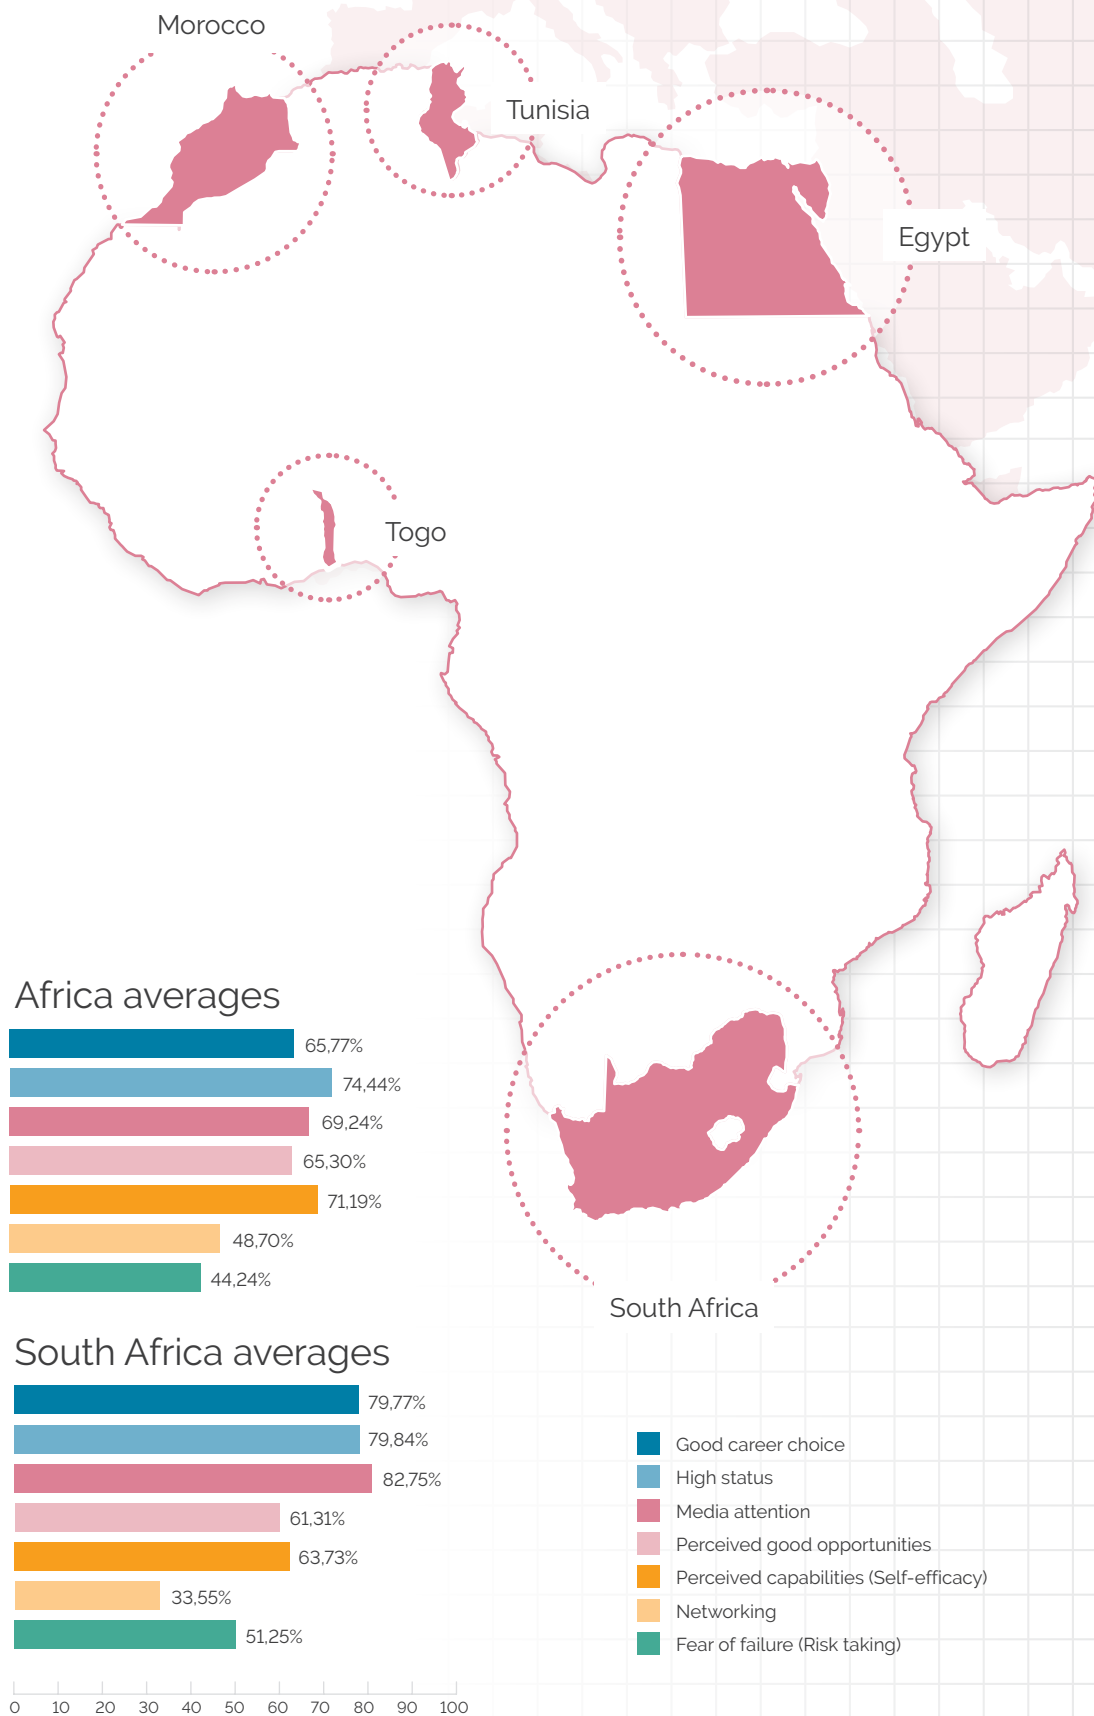 Morocco
Tunisia
Egypt
Togo
South Africa
Africa averages
65,77%
74,44%
69,24%
65,30%
71,19%
48,70%
44,24%
South Africa averages
79,77%
79,84%
82,75%
61,31%
63,73%
33,55%
51,25%
0 10 20 30 40 50 60 70 80 90 100
Good career choice
High status
Media attention
Perceived good opportunities
Perceived capabilities (Self-efficacy)
Networking
Fear of failure (Risk taking)